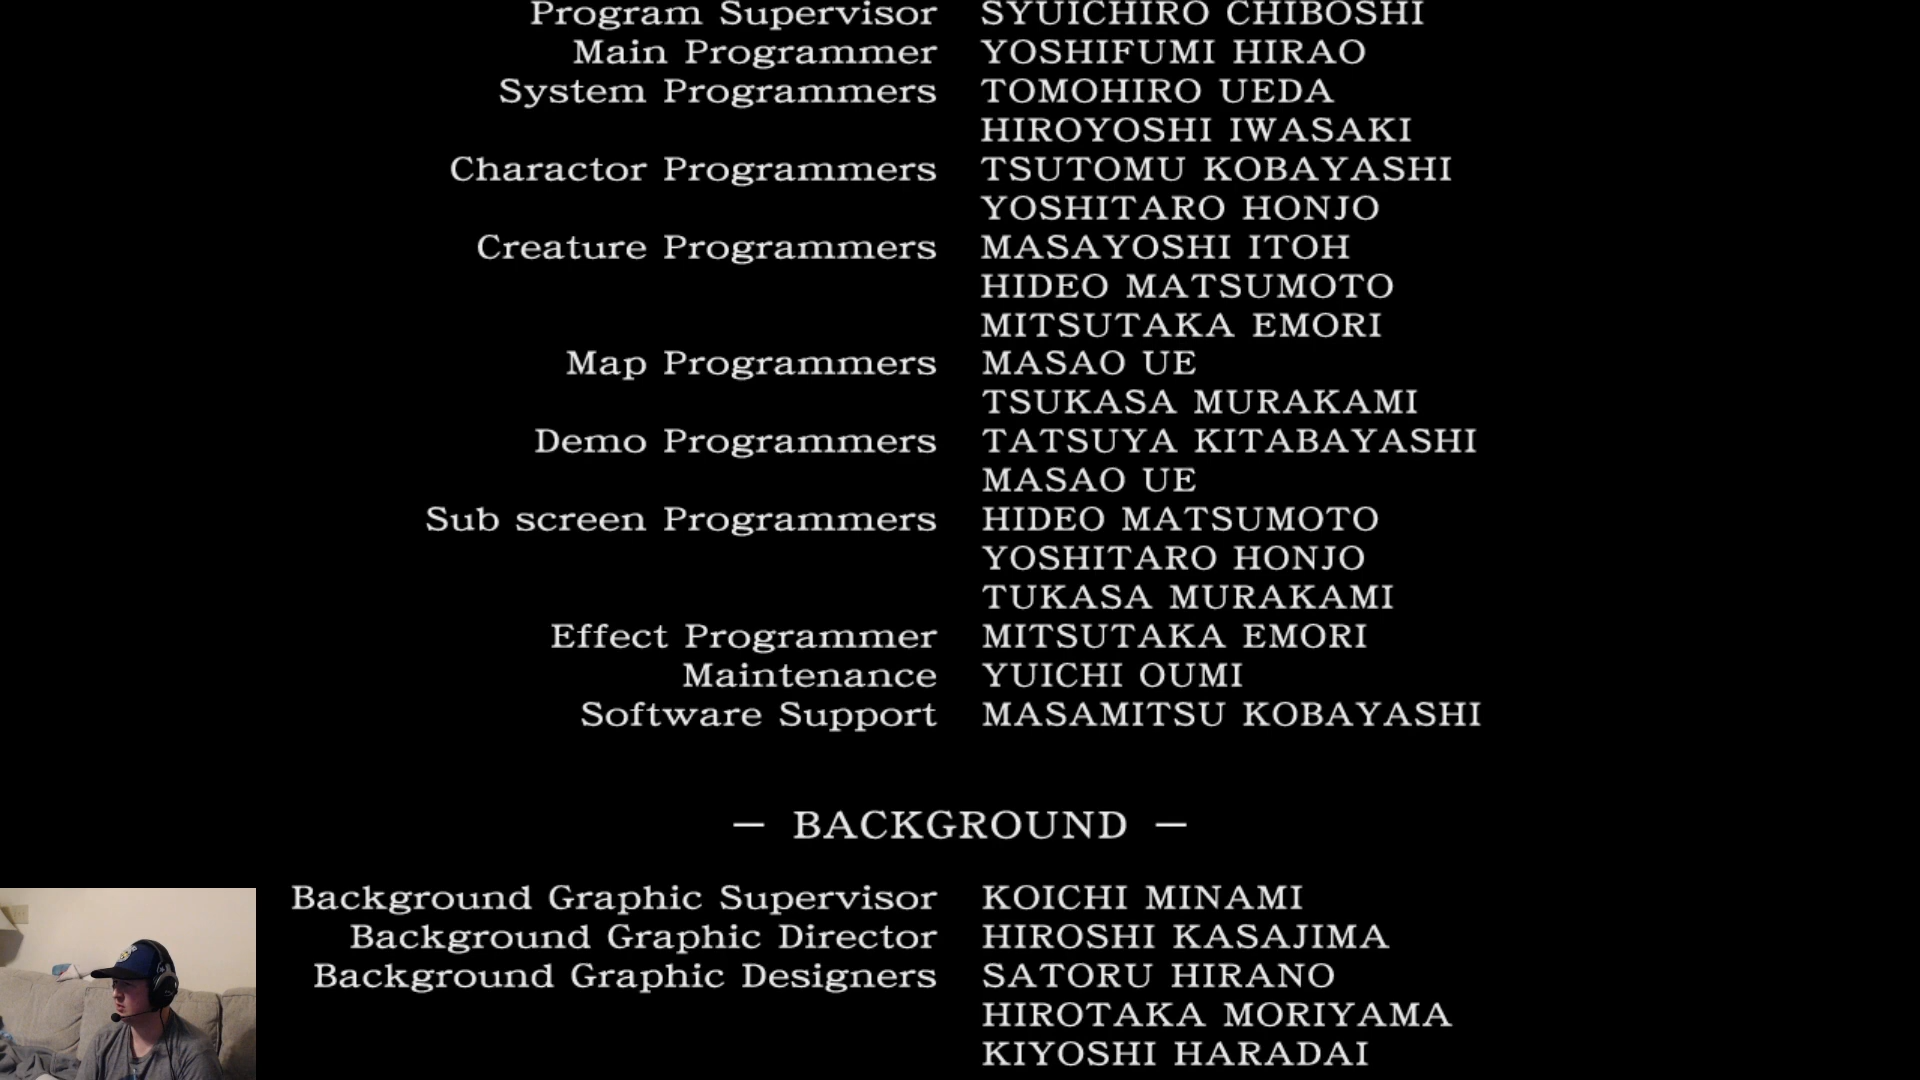 Program Supervisor SYUICHIRO CHIBOSHI
Main Programmer YOSHIFUMI HIRAO
System Programmers TOMOHIRO UEDA
HIROYOSHI IWASAKI
Charactor Programmers TSUTOMU KOBAYASHI
YOSHITARO HONJO
Creature Programmers MASAYOSHI ITOH
HIDEO MATSUMOTO
MITSUTAKA EMORI
Map Programmers MASAO UE
TSUKASA MURAKAMI
Demo Programmers TATSUYA KITABAYASHI
MASAO UE
Sub screen Programmers HIDEO MATSUMOTO
YOSHITARO HONJO
TUKASA MURAKAMI
Effect Programmer MITSUTAKA EMORI
Maintenance YUICHI OUMI
Software Support MASAMITSU KOBAYASHI
— BACKGROUND —
Background Graphic Supervisor KOICHI MINAMI
Background Graphic Director HIROSHI KASAJIMA
Background Graphic Designers SATORU HIRANO
HIROTAKA MORIYAMA
KIYOSHI HARADAI